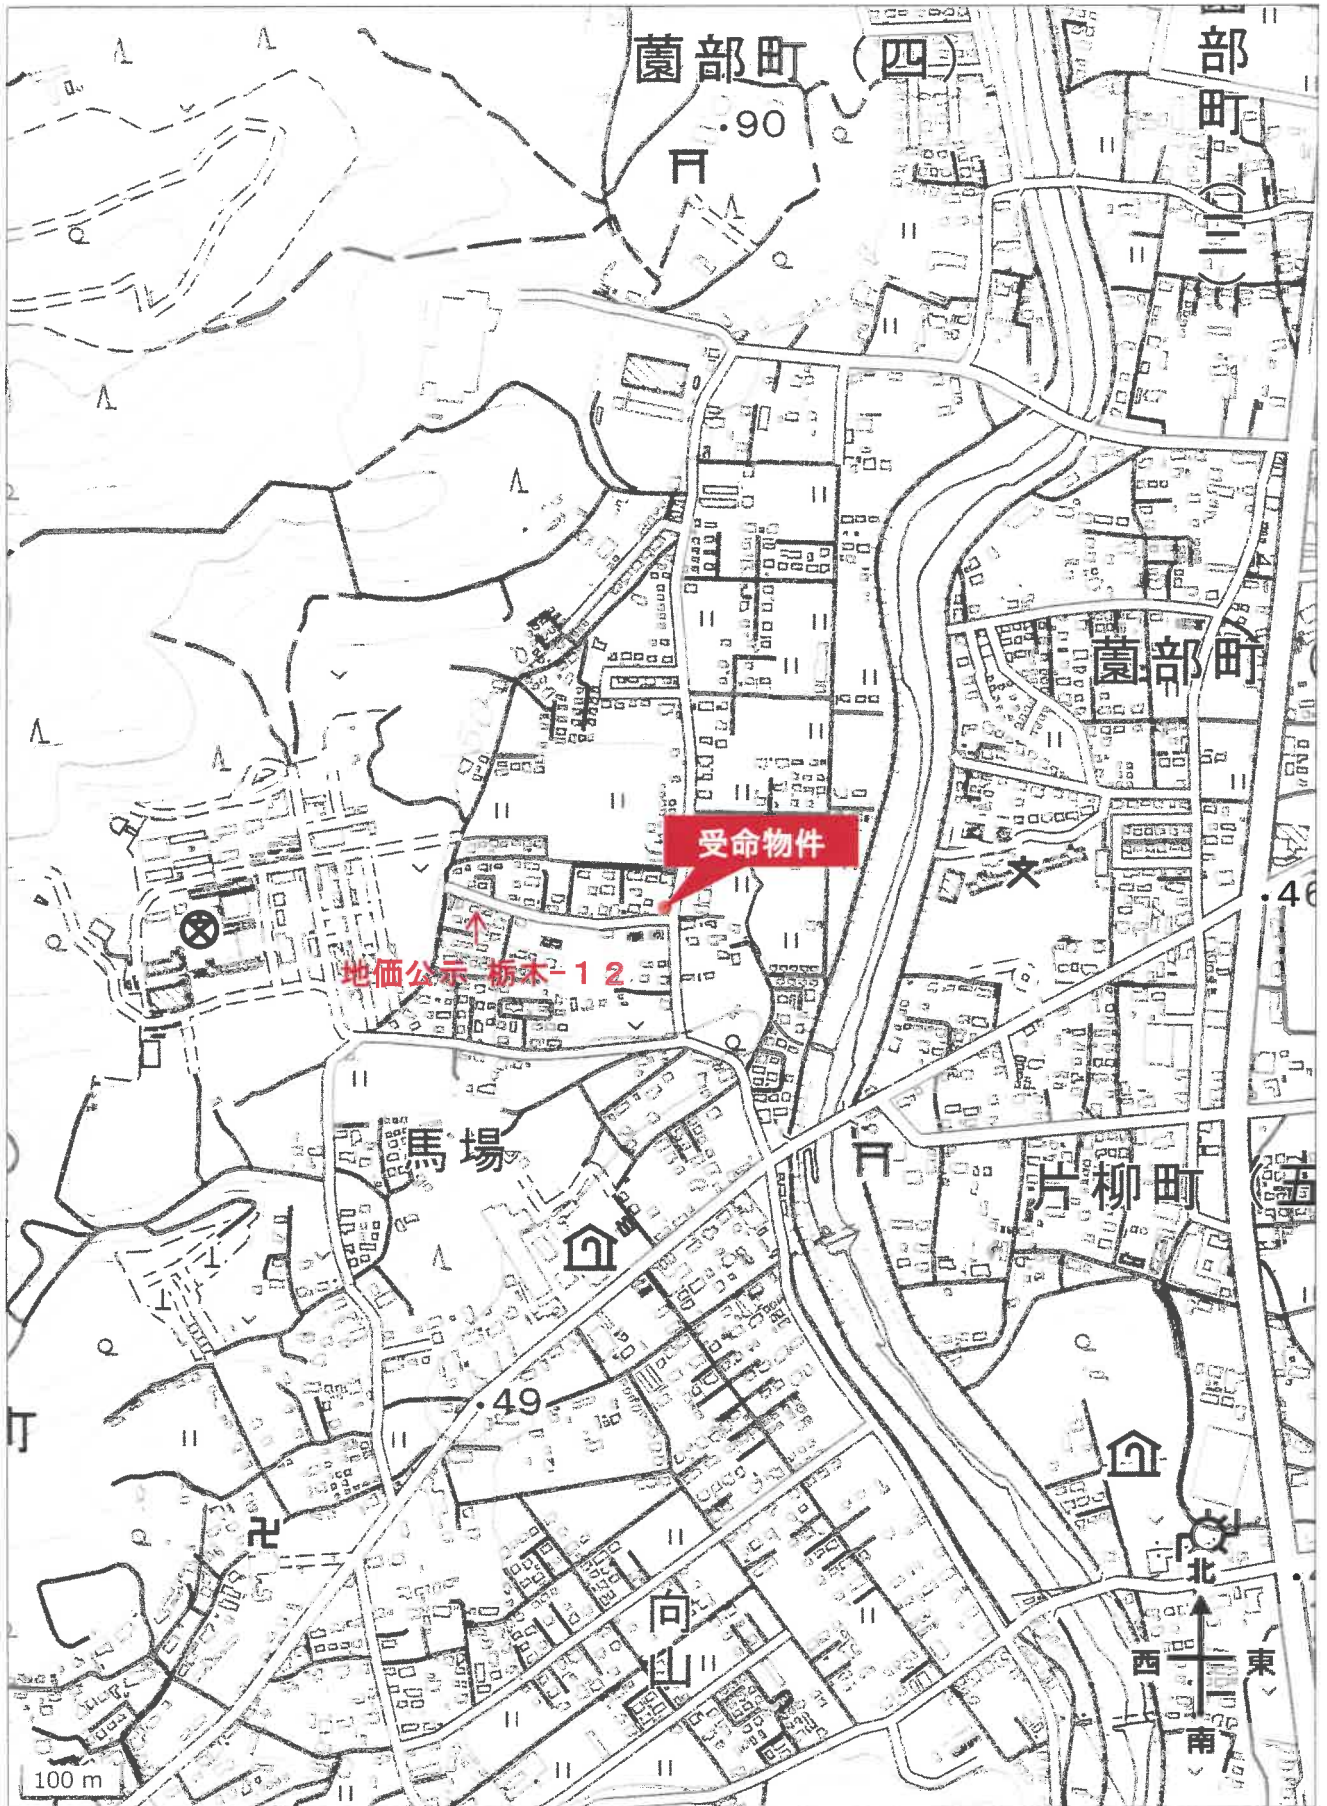 薗部町(四)
部町(三)
・90
薗部町
受命物件
・46
地価公示 栃木-12
馬場
片柳町(五
・49
町
向山
北
西
東
南
100 m